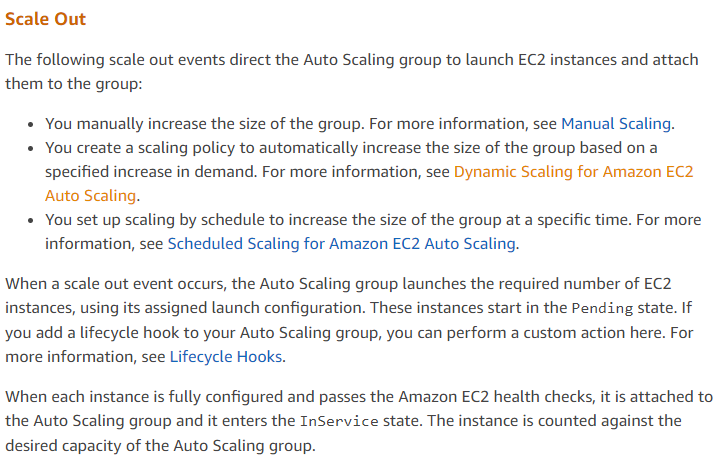 Scale Out
The following scale out events direct the Auto Scaling group to launch EC2 instances and attach
them to the group:
• You manually increase the size of the group. For more information, see Manual Scaling.
• You create a scaling policy to automatically increase the size of the group based on a
specified increase in demand. For more information, see Dynamic Scaling for Amazon EC2
Auto Scaling.
• You set up scaling by schedule to increase the size of the group at a specific time. For more
information, see Scheduled Scaling for Amazon EC2 Auto Scaling.
When a scale out event occurs, the Auto Scaling group launches the required number of EC2
instances, using its assigned launch configuration. These instances start in the Pending state. If
you add a lifecycle hook to your Auto Scaling group, you can perform a custom action here. For
more information, see Lifecycle Hooks.
When each instance is fully configured and passes the Amazon EC2 health checks, it is attached to
the Auto Scaling group and it enters the InService state. The instance is counted against the
desired capacity of the Auto Scaling group.